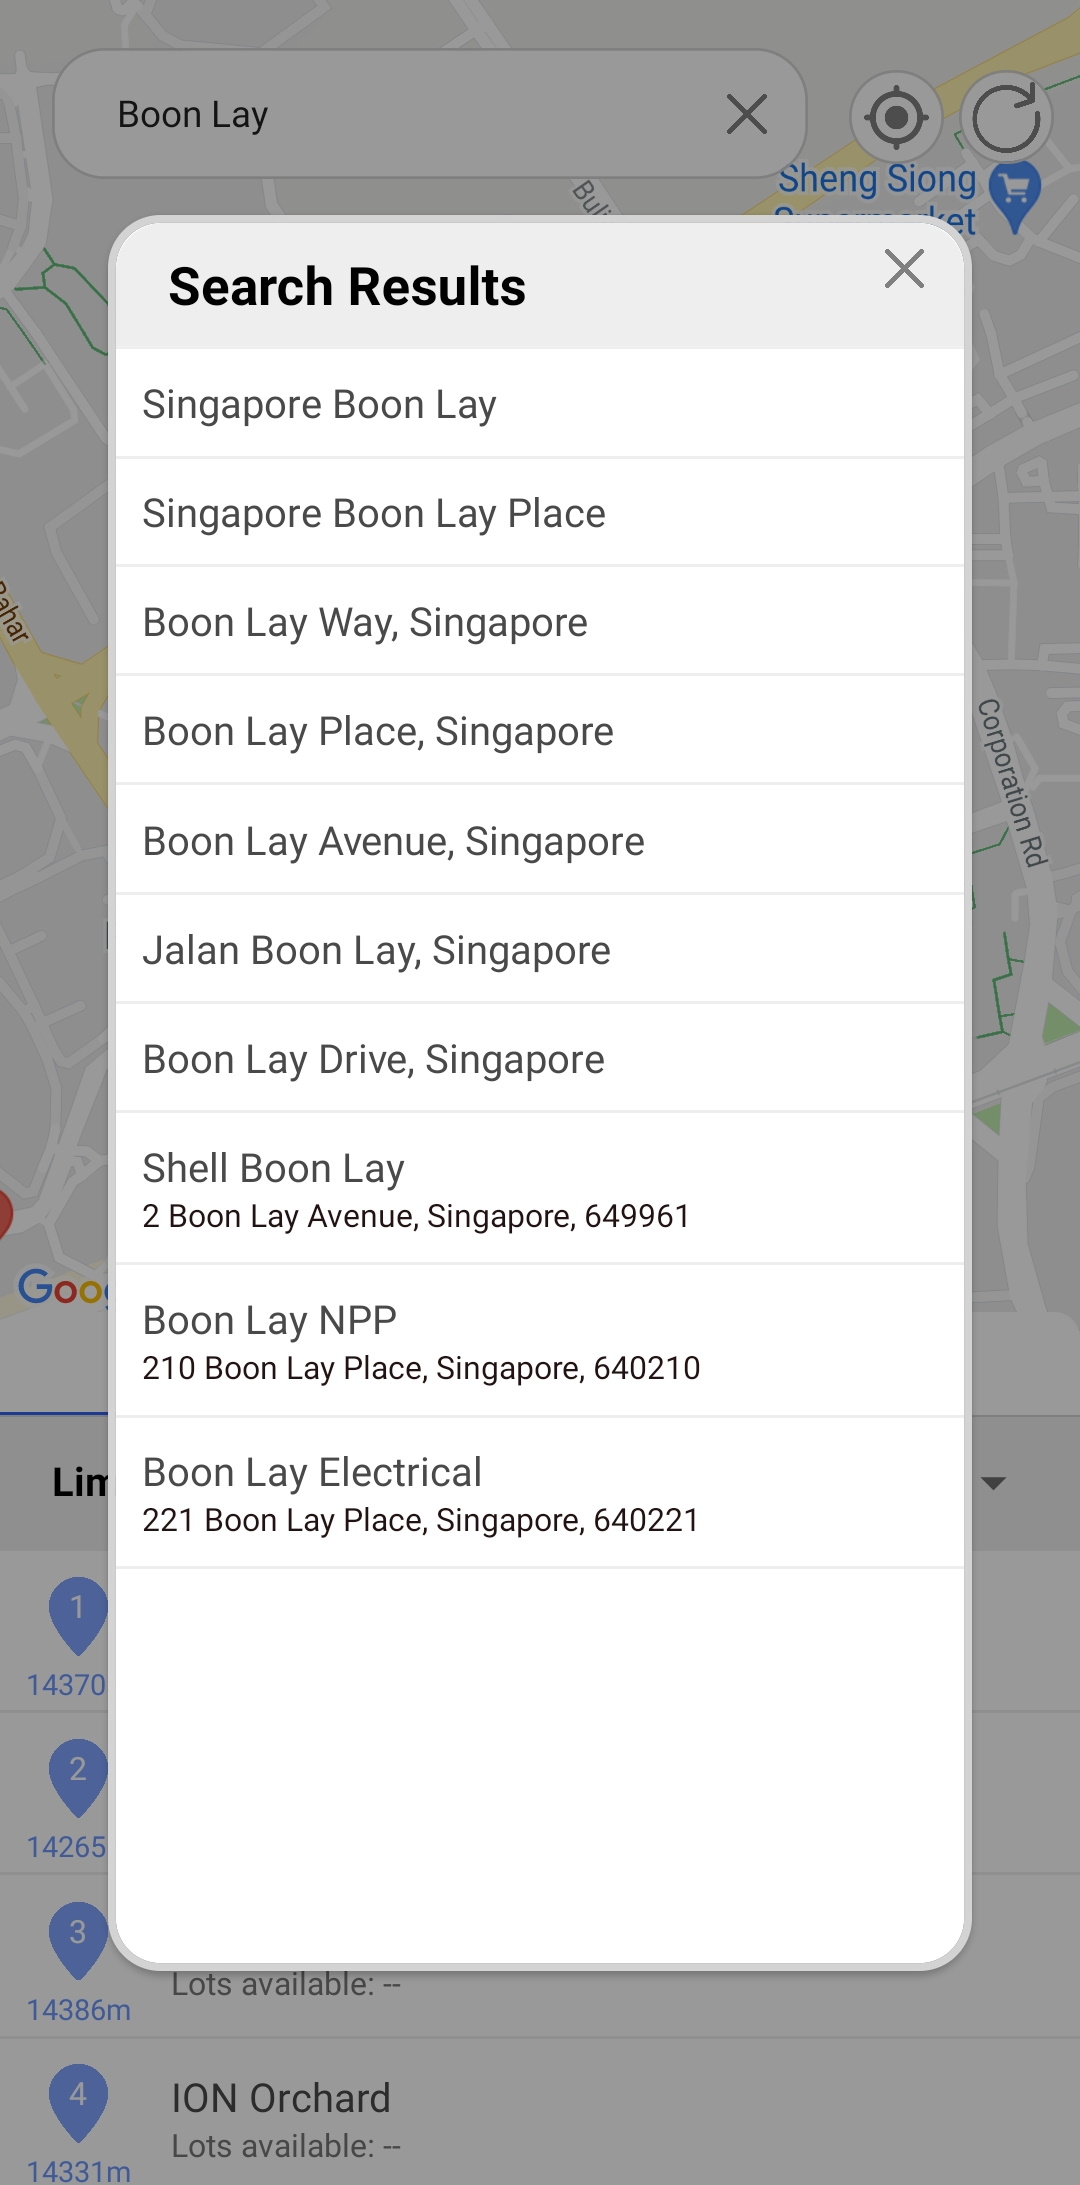 Boon Lay
Sheng Siong
Buli
Search Results
Singapore Boon Lay
Singapore Boon Lay Place
Boon Lay Way, Singapore
Boon Lay Place, Singapore
Boon Lay Avenue, Singapore
Jalan Boon Lay, Singapore
Boon Lay Drive, Singapore
Shell Boon Lay
2 Boon Lay Avenue, Singapore, 649961
Boon Lay NPP
210 Boon Lay Place, Singapore, 640210
Boon Lay Electrical
221 Boon Lay Place, Singapore, 640221
Bahar
Corporation Rd
Goog
Lim
1
14370
2
14265
3
14386m
Lots available: --
4
14331m
ION Orchard
Lots available: --